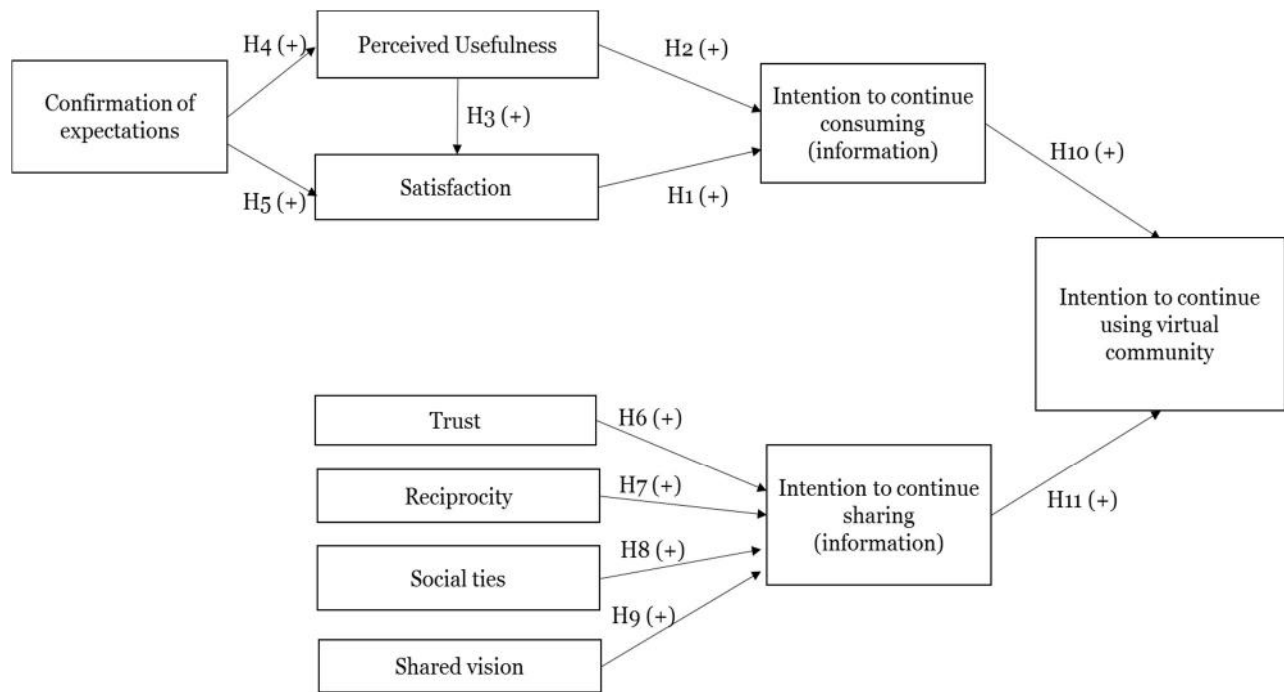 H4 (+)
Perceived Usefulness
H2 (+)
Confirmation of
expectations
H3 (+)
Intention to continue
consuming
(information)
H5 (+)
Satisfaction
H1 (+)
H10 (+)
Intention to continue
using virtual
community
Trust
H6 (+)
Reciprocity
H7 (+)
Intention to continue
sharing
(information)
H11 (+)
Social ties
H8 (+)
Shared vision
H9 (+)